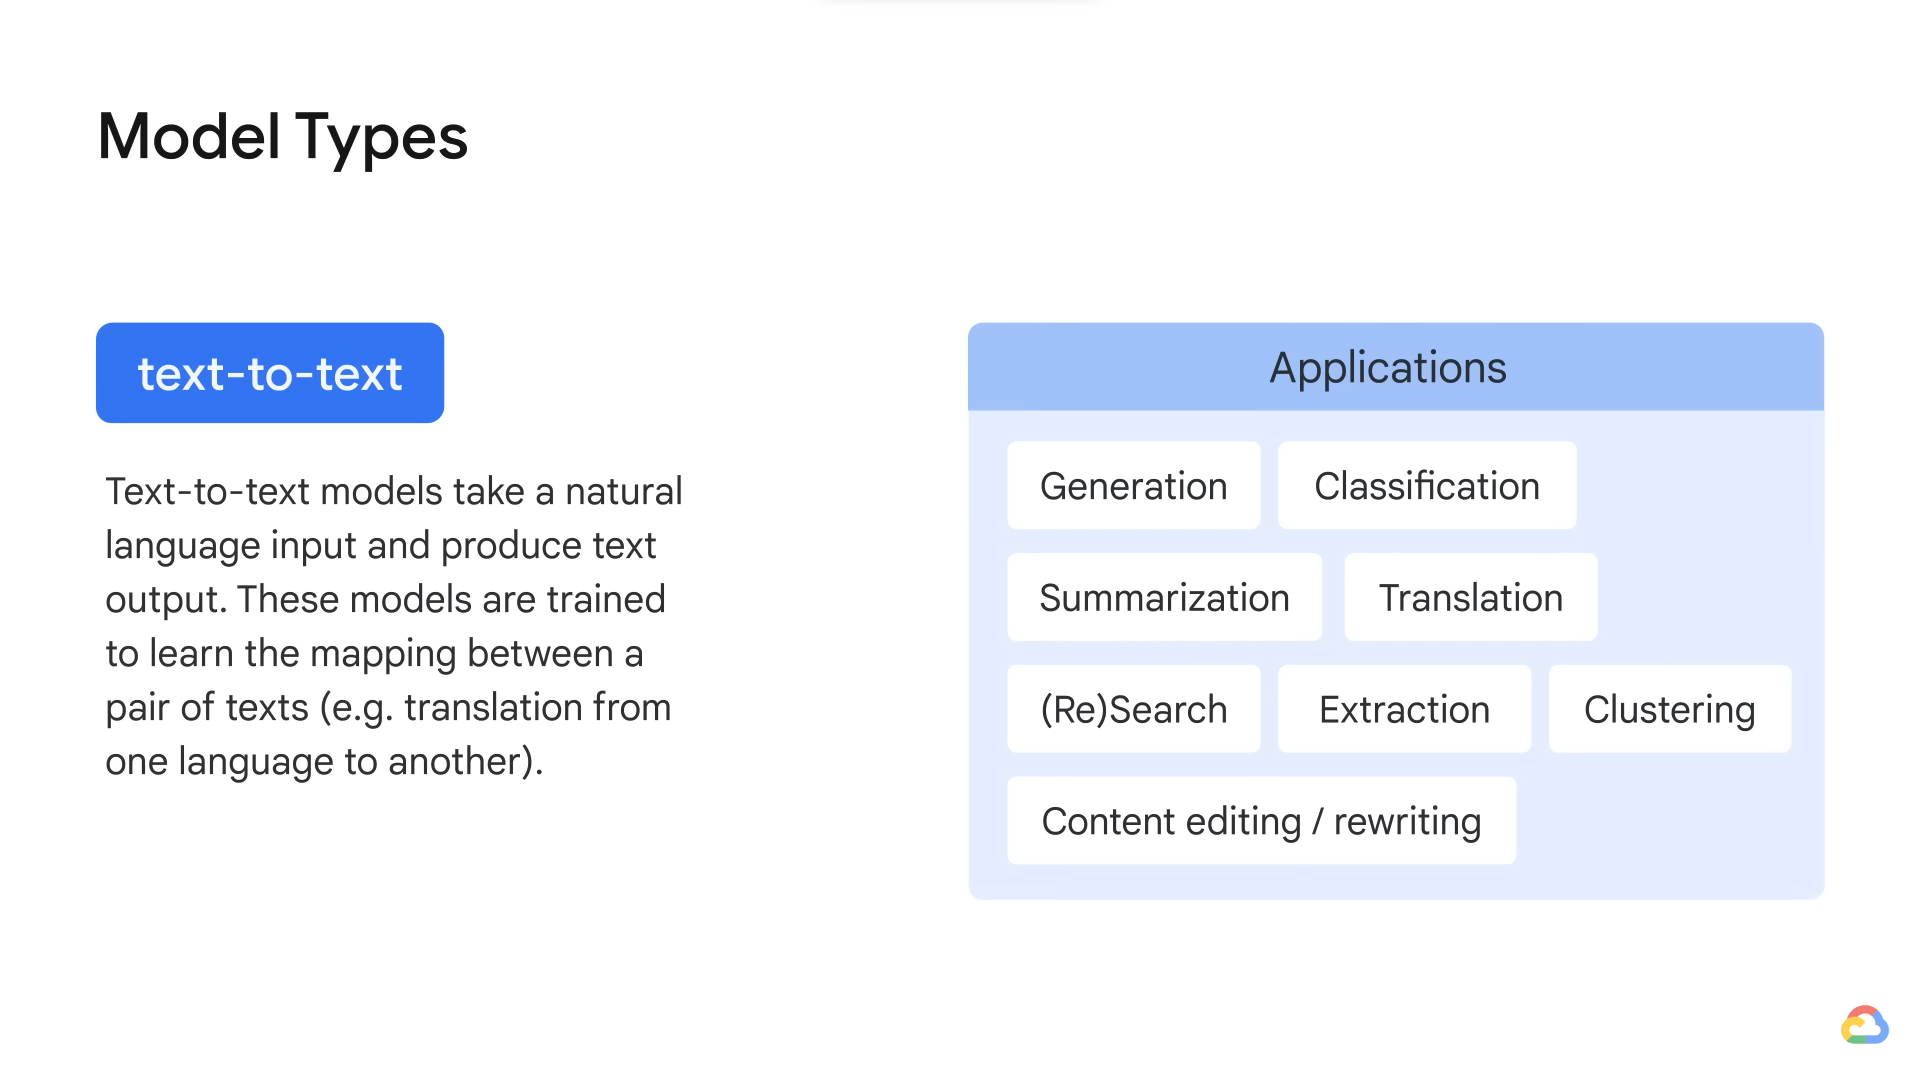 Model Types
text-to-text
Text-to-text models take a natural
language input and produce text
output. These models are trained
to learn the mapping between a
pair of texts (e.g. translation from
one language to another).
Applications
Generation Classification
Summarization Translation
(Re)Search Extraction Clustering
Content editing / rewriting